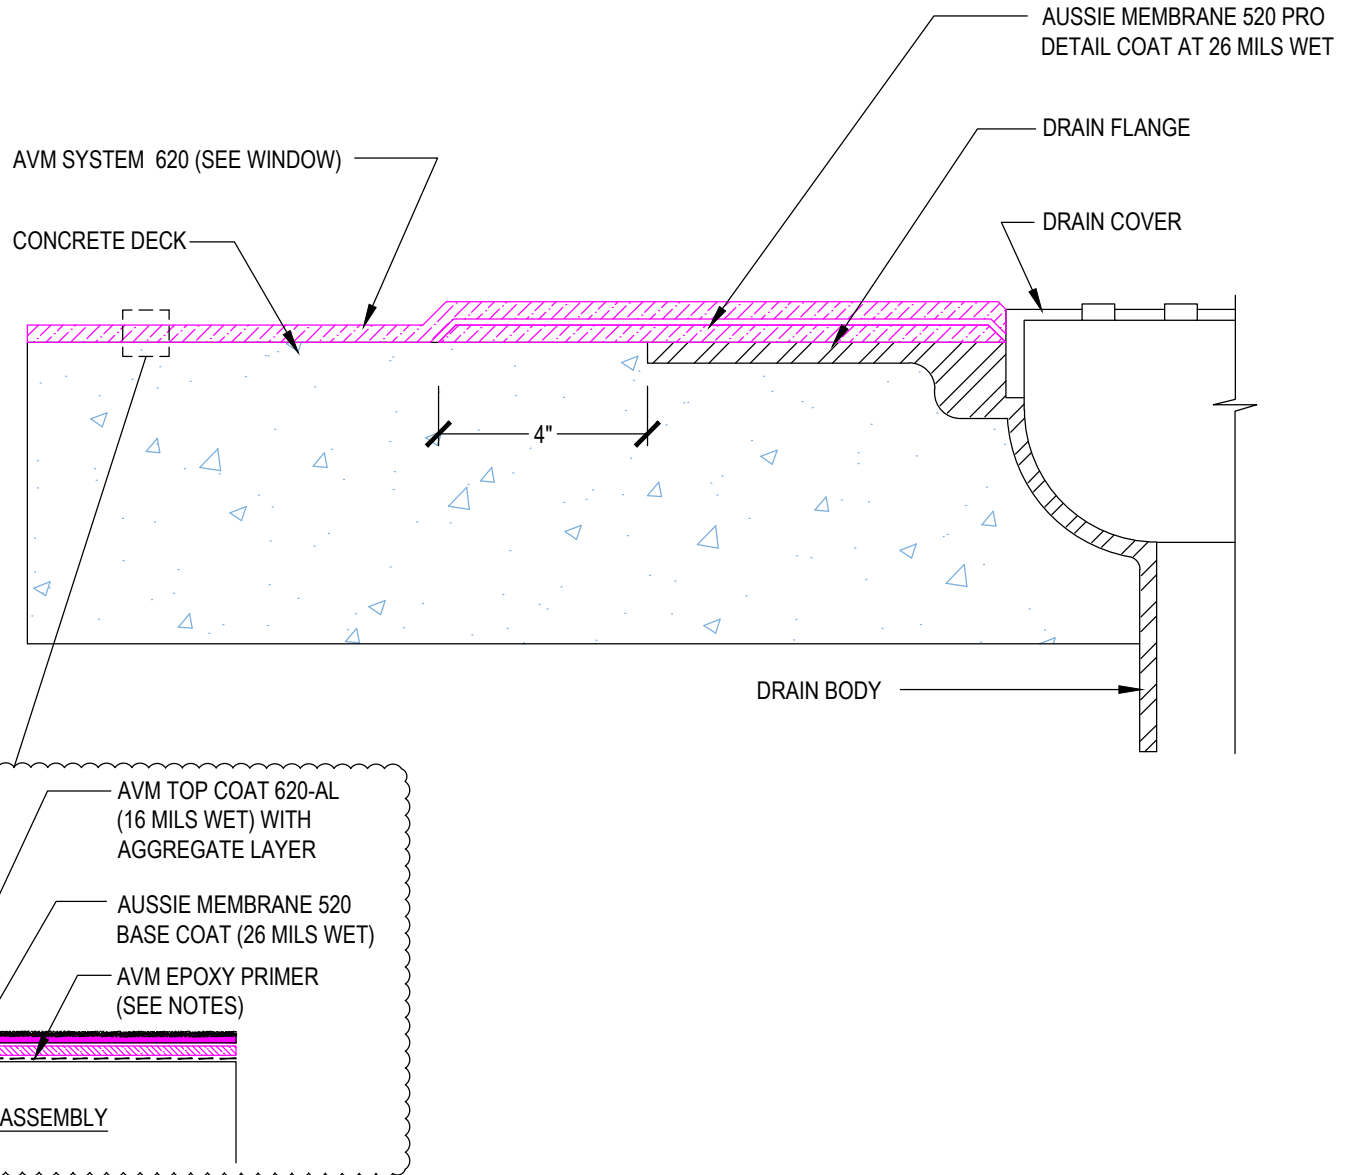 AUSSIE MEMBRANE 520 PRO
DETAIL COAT AT 26 MILS WET
DRAIN FLANGE
AVM SYSTEM 620 (SEE WINDOW)
DRAIN COVER
CONCRETE DECK
4"
DRAIN BODY
AVM TOP COAT 620-AL
(16 MILS WET) WITH
AGGREGATE LAYER
AUSSIE MEMBRANE 520
BASE COAT (26 MILS WET)
AVM EPOXY PRIMER
(SEE NOTES)
ASSEMBLY